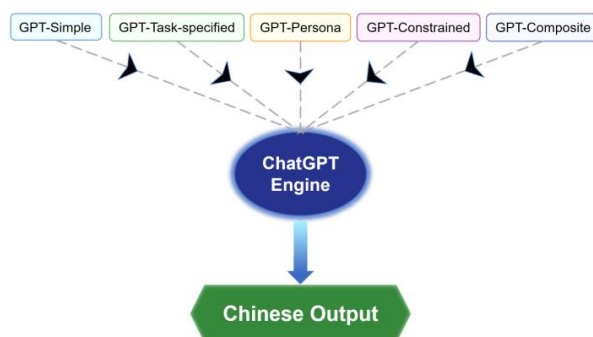 GPT-Simple
GPT-Task-specified
GPT-Persona
GPT-Constrained
GPT-Composite
ChatGPT
Engine
Chinese Output